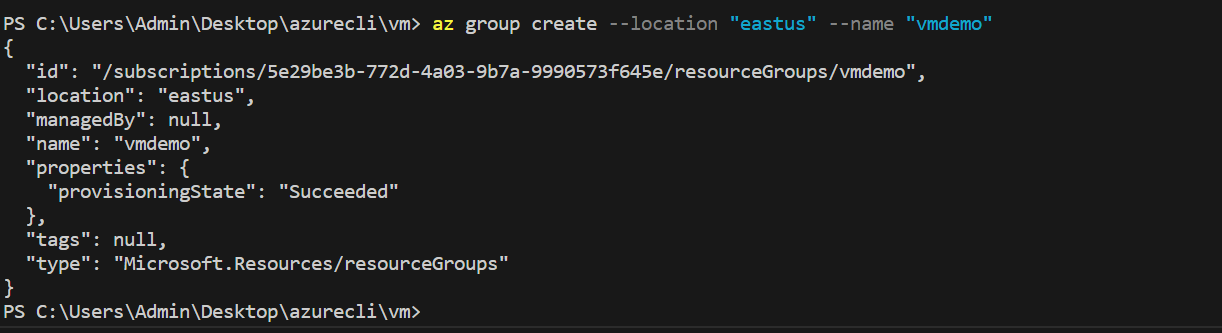 PS C:\Users\Admin\Desktop\azurecli\vm> az group create --location "eastus" --name "vmdemo"
{
  "id": "/subscriptions/5e29be3b-772d-4a03-9b7a-9990573f645e/resourceGroups/vmdemo",
  "location": "eastus",
  "managedBy": null,
  "name": "vmdemo",
  "properties": {
    "provisioningState": "Succeeded"
  },
  "tags": null,
  "type": "Microsoft.Resources/resourceGroups"
}
PS C:\Users\Admin\Desktop\azurecli\vm>